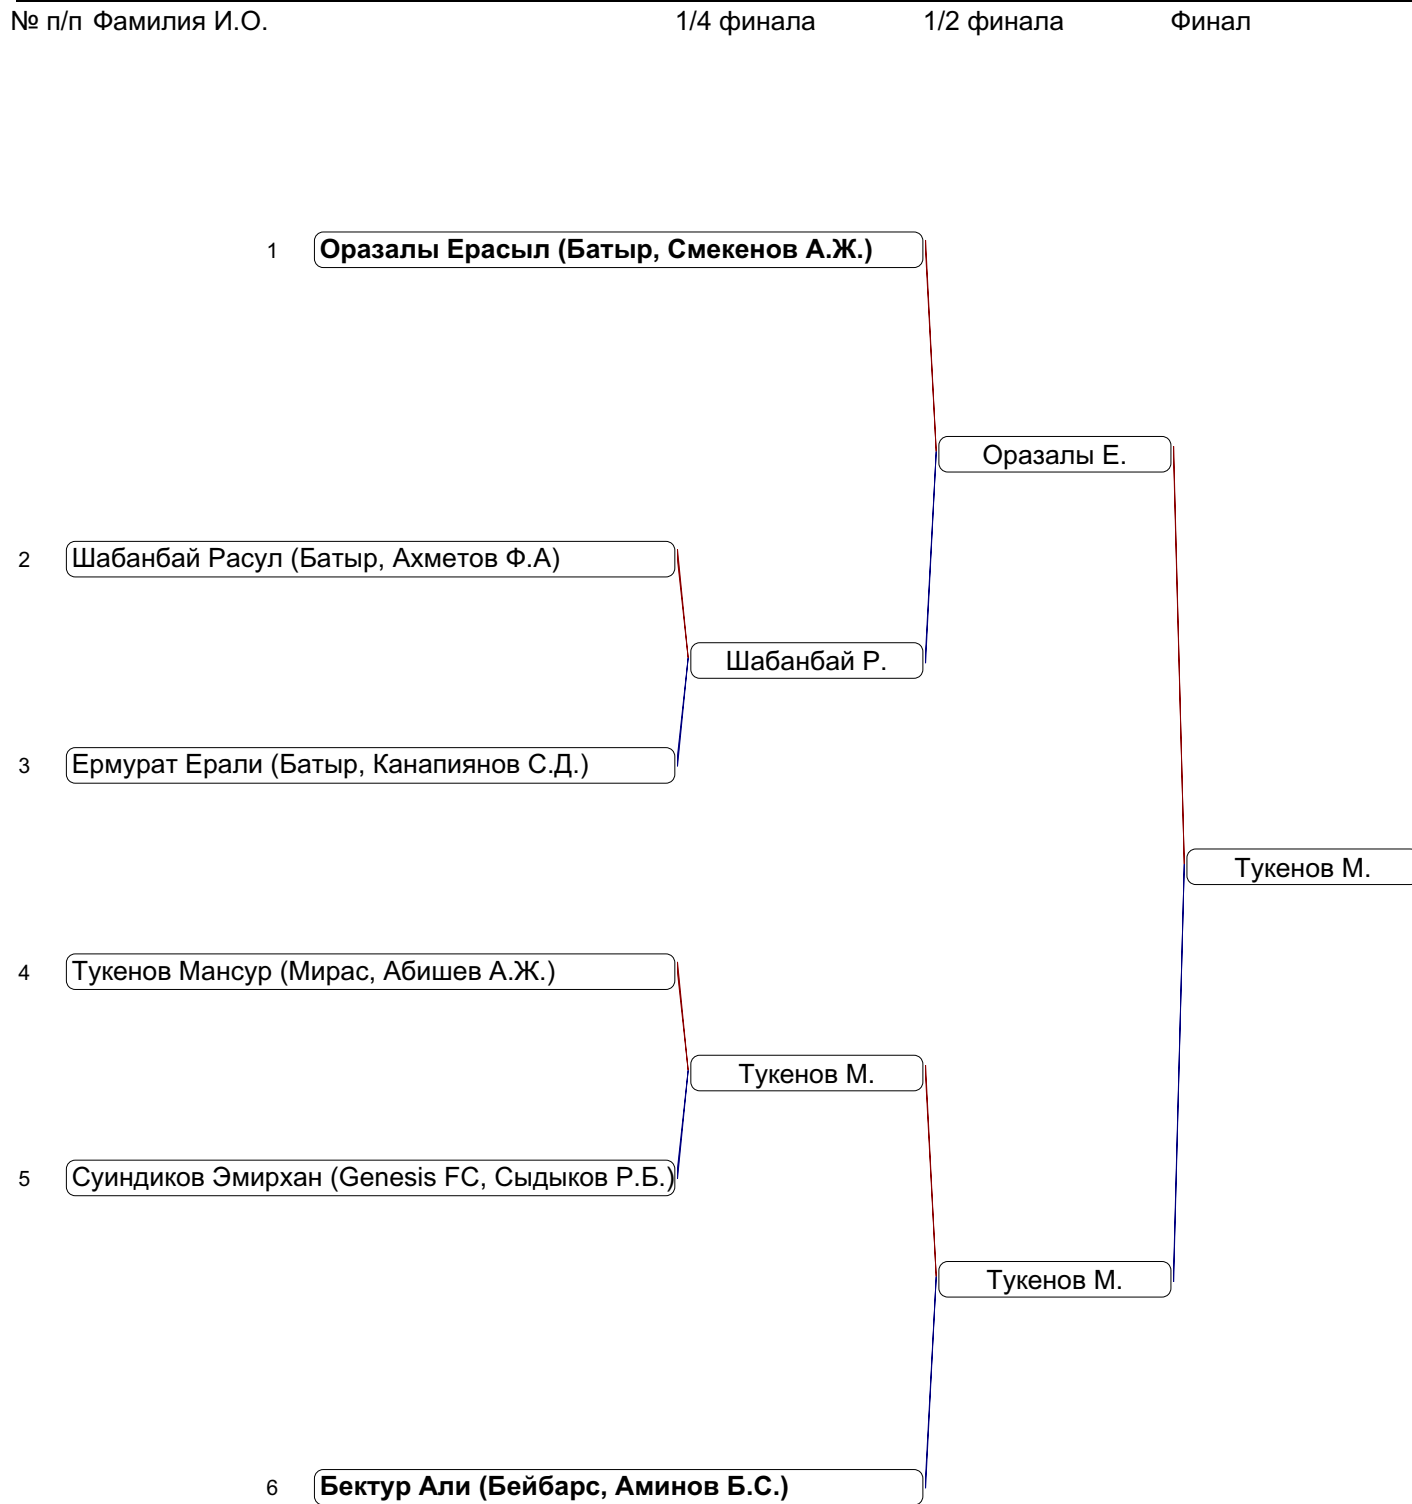 № п/п Фамилия И.О. 1/4 финала 1/2 финала Финал
1 Оразалы Ерасыл (Батыр, Смекенов А.Ж.)
Оразалы Е.
2 Шабанбай Расул (Батыр, Ахметов Ф.А)
Шабанбай Р.
3 Ермурат Ерали (Батыр, Канапиянов С.Д.)
Тукенов М.
4 Тукенов Мансур (Мирас, Абишев А.Ж.)
Тукенов М.
5 Суиндиков Эмирхан (Genesis FC, Сыдыков Р.Б.)
Тукенов М.
6 Бектур Али (Бейбарс, Аминов Б.С.)